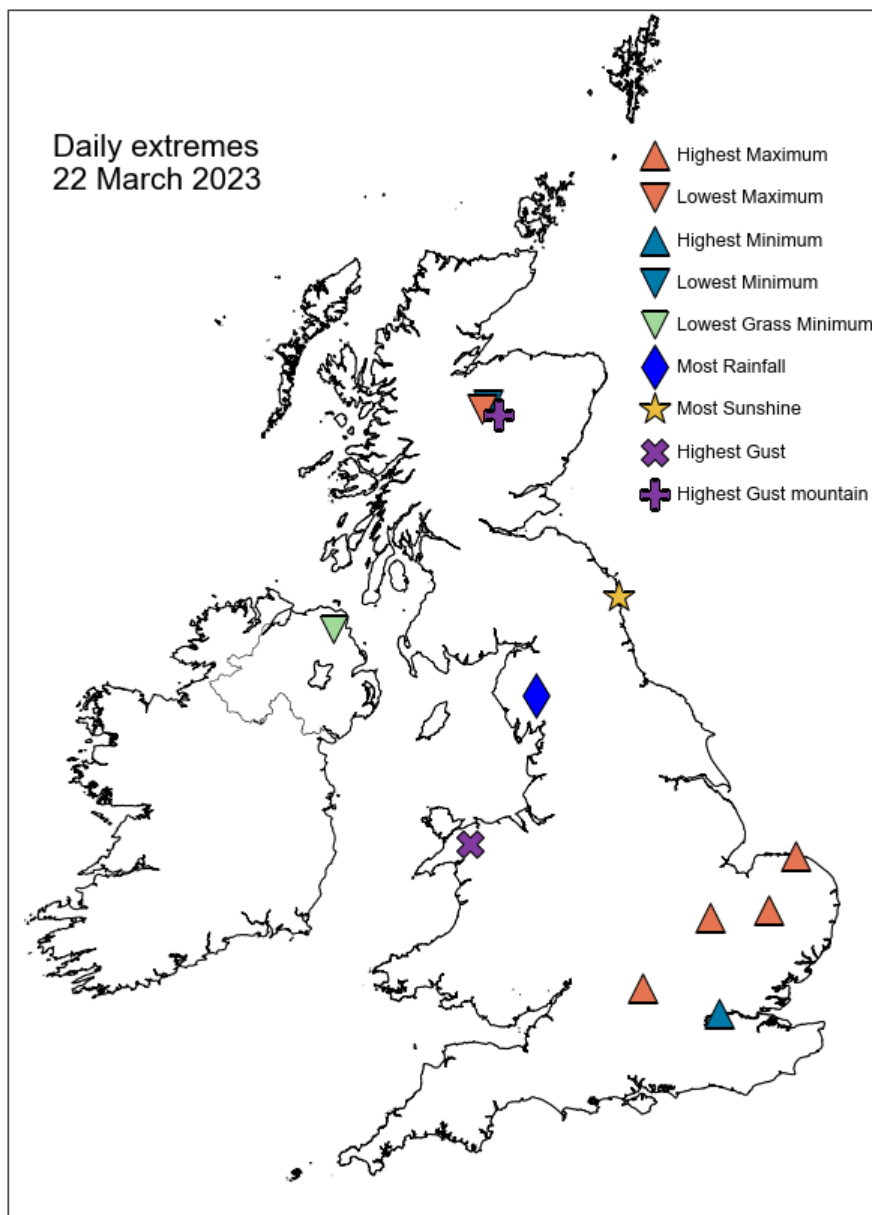 Daily extremes
22 March 2023
Highest Maximum
Lowest Maximum
Highest Minimum
Lowest Minimum
Lowest Grass Minimum
Most Rainfall
Most Sunshine
Highest Gust
Highest Gust mountain